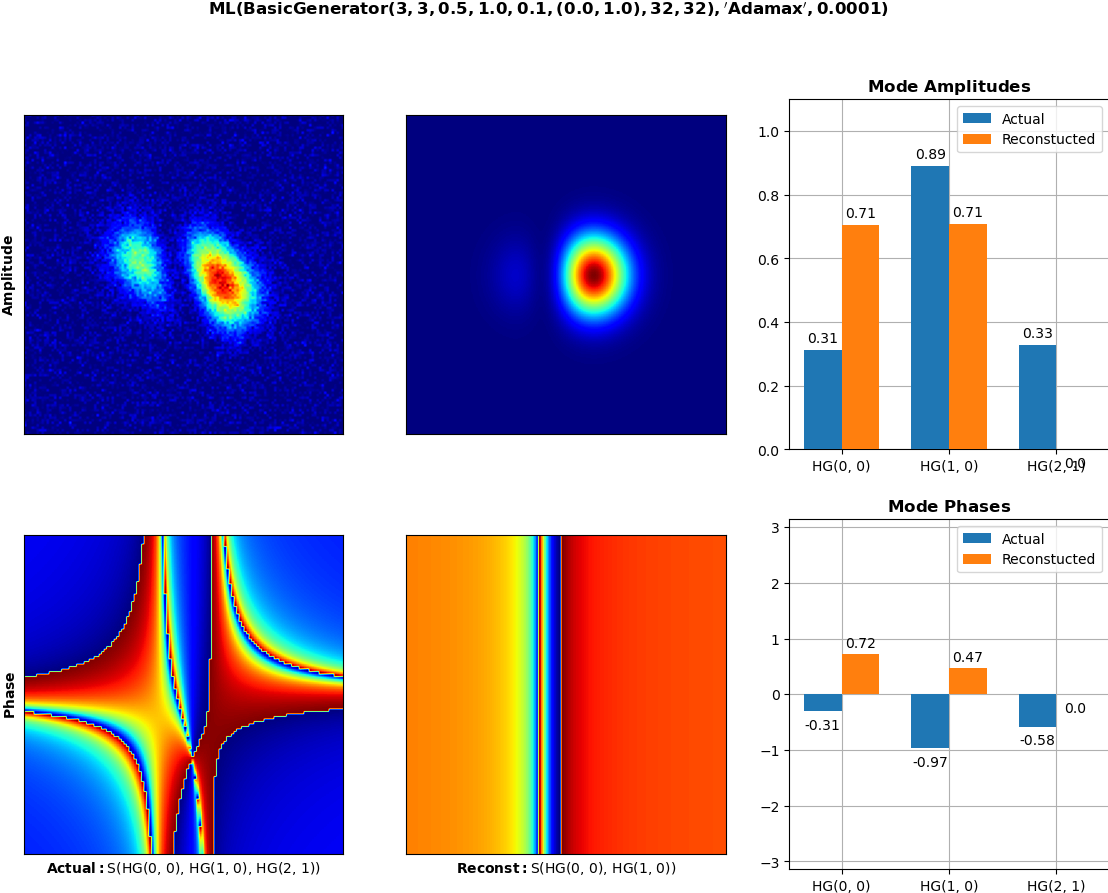 ML(BasicGenerator(3, 3, 0.5, 1.0, 0.1, (0.0, 1.0), 32, 32), 'Adamax', 0.0001)
Amplitude
Mode Amplitudes
Actual
Reconstucted
1.0
0.8
0.6
0.4
0.2
0.0
0.31
0.71
0.89
0.71
0.33
0.0
HG(0, 0)
HG(1, 0)
HG(2, 1)
Phase
Actual: S(HG(0, 0), HG(1, 0), HG(2, 1))
Reconst: S(HG(0, 0), HG(1, 0))
Mode Phases
Actual
Reconstucted
3
2
1
0
−1
−2
−3
-0.31
0.72
-0.97
0.47
-0.58
0.0
HG(0, 0)
HG(1, 0)
HG(2, 1)